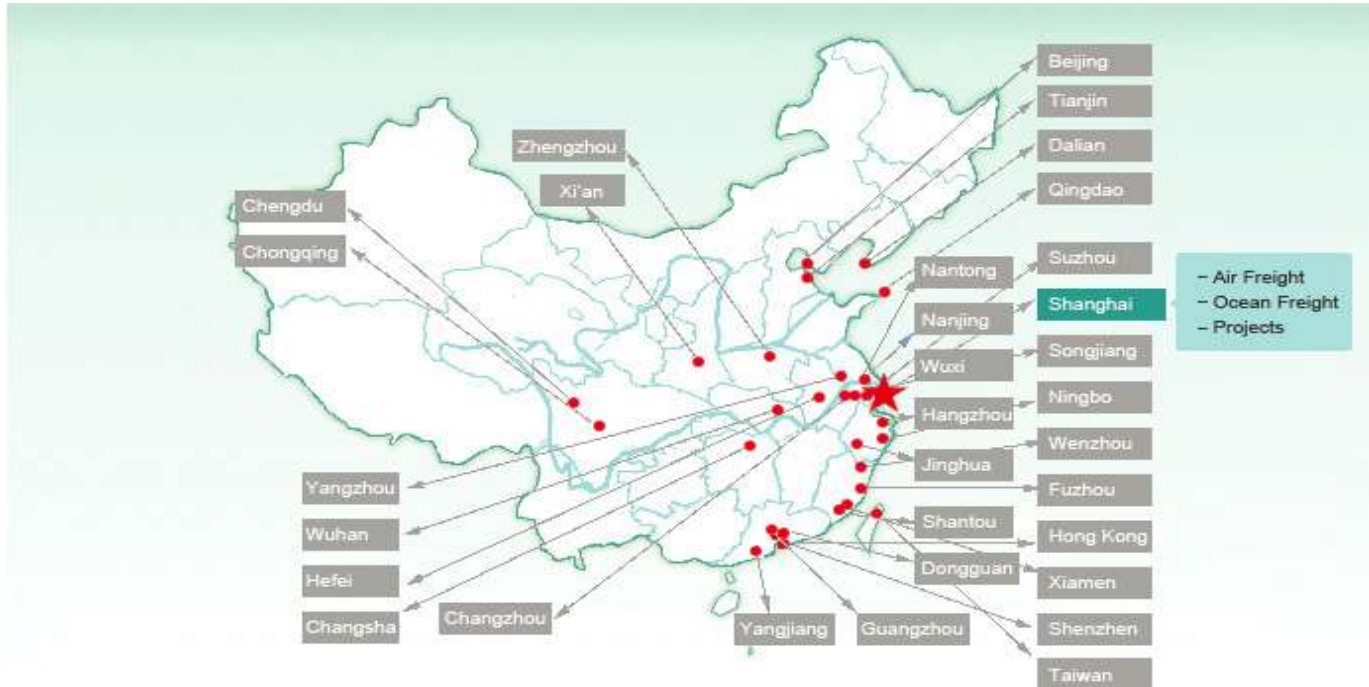 Beijing
Tianjin
Zhengzhou
Dalian
Xi'an
Qingdao
Chengdu
Chongqing
Suzhou
Nantong
– Air Freight
Shanghai
– Ocean Freight
Nanjing
– Projects
Songjiang
Wuxi
Ningbo
Hangzhou
Wenzhou
Jinghua
Yangzhou
Fuzhou
Shantou
Wuhan
Hong Kong
Dongguan
Hefei
Xiamen
Changzhou
Changsha
Yangjiang
Guangzhou
Shenzhen
Taiwan